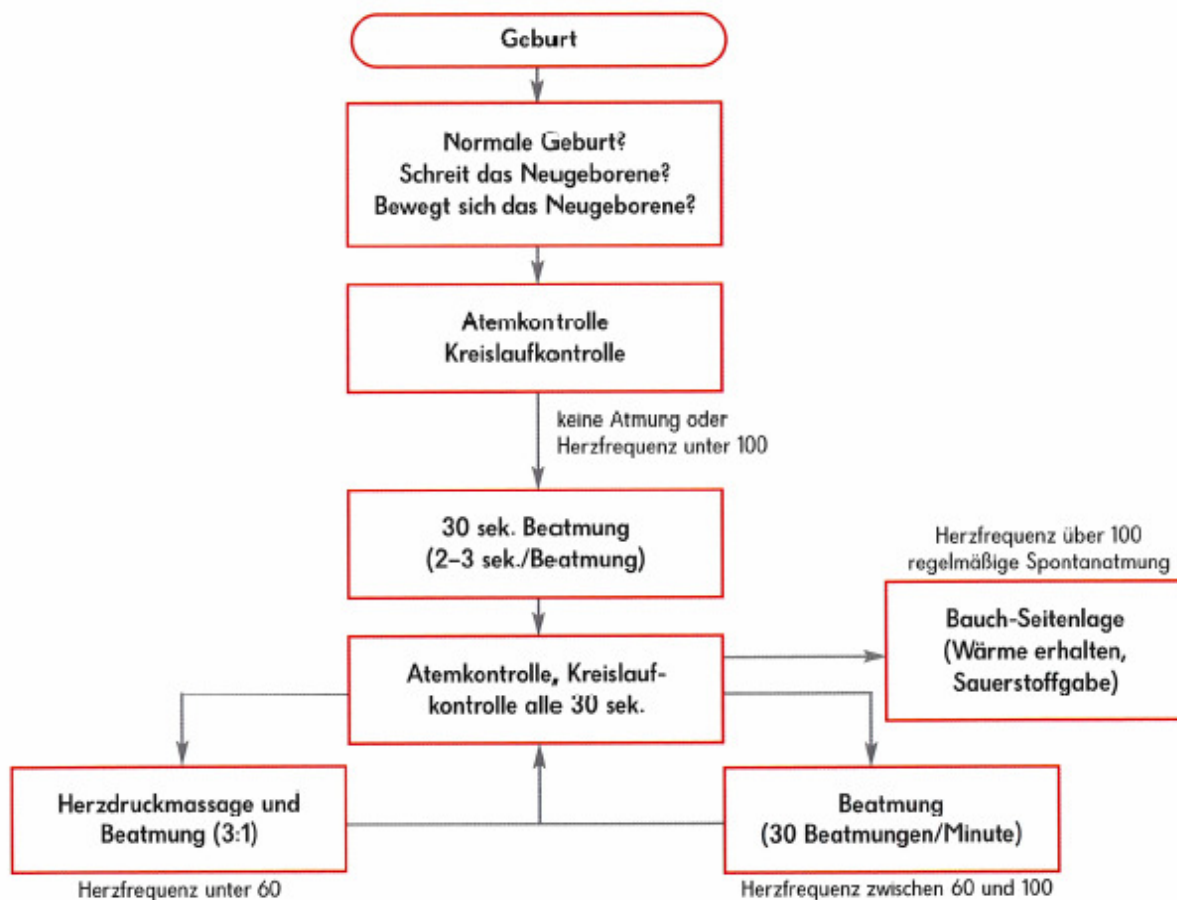 Geburt
Normale Geburt?
Schreit das Neugeborene?
Bewegt sich das Neugeborene?
Atemkontrolle
Kreislaufkontrolle
keine Atmung oder
Herzfrequenz unter 100
30 sek. Beatmung
(2–3 sek./Beatmung)
Herzfrequenz über 100
regelmäßige Spontanatmung
Bauch-Seitenlage
(Wärme erhalten,
Sauerstoffgabe)
Atemkontrolle, Kreislauf-
kontrolle alle 30 sek.
Herzdruckmassage und
Beatmung (3:1)
Herzfrequenz unter 60
Beatmung
(30 Beatmungen/Minute)
Herzfrequenz zwischen 60 und 100